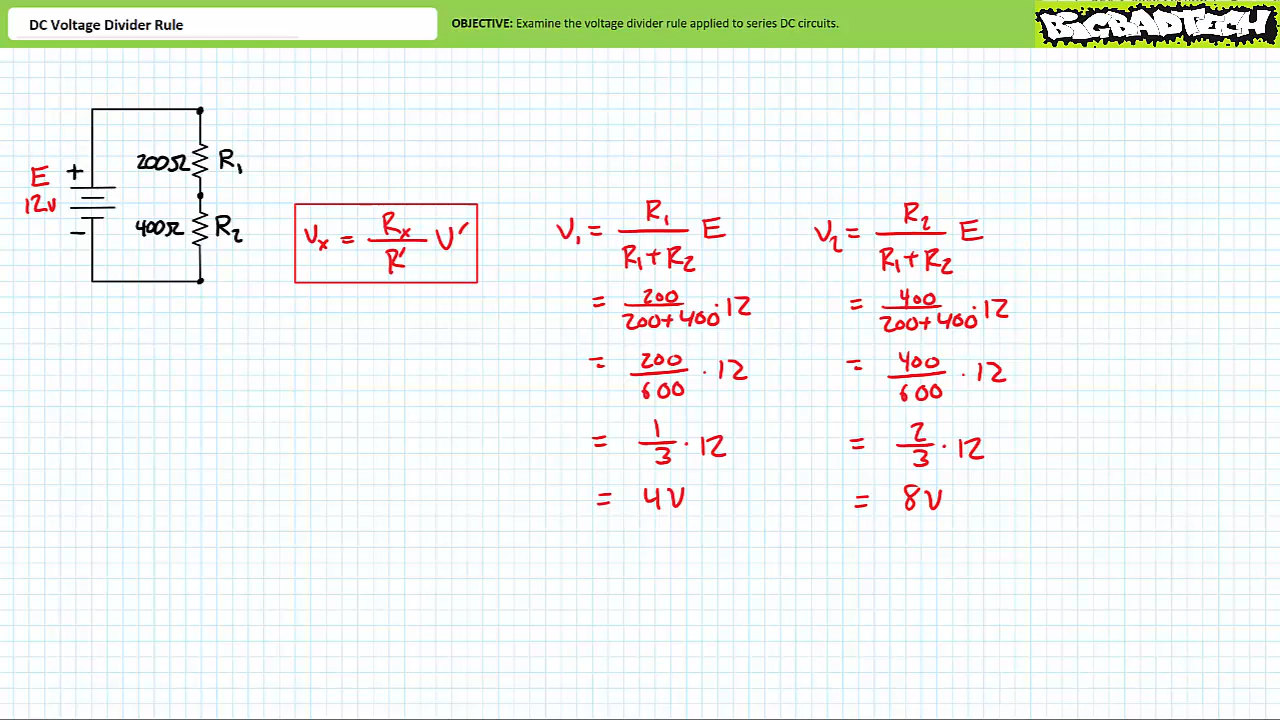 DC Voltage Divider Rule
OBJECTIVE: Examine the voltage divider rule applied to series DC circuits.
BIGBADTECH
E
12V
+
-
200Ω R₁
400Ω R₂
Vₓ = Rₓ/R' V'
V₁ = R₁/(R₁+R₂) E
= 200/(200+400) · 12
= 200/600 · 12
= 1/3 · 12
= 4V
V₂ = R₂/(R₁+R₂) E
= 400/(200+400) · 12
= 400/600 · 12
= 2/3 · 12
= 8V